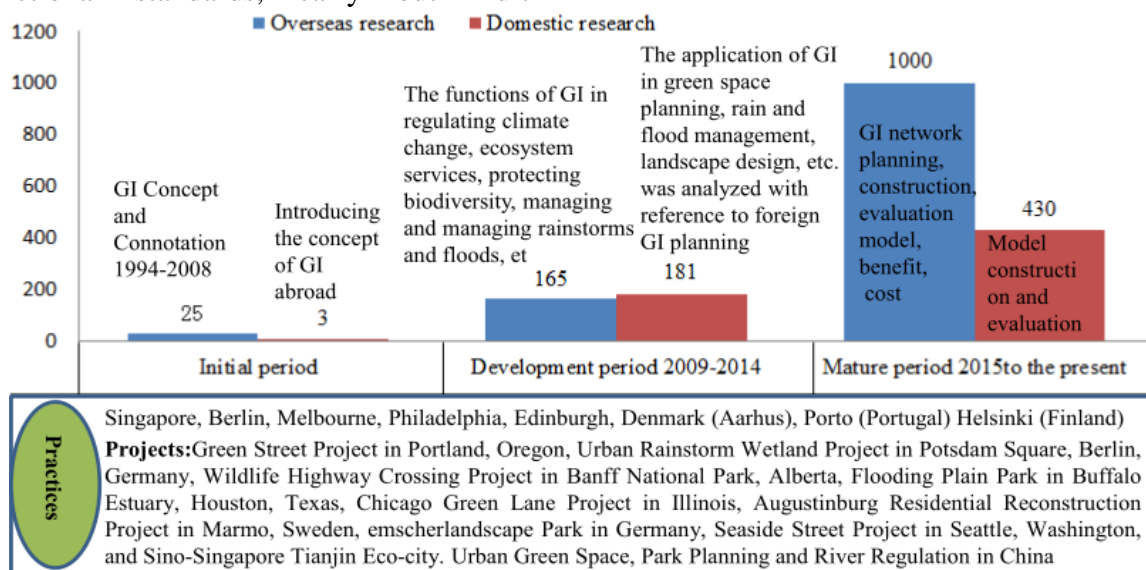 standards, nearly
Overseas research
Domestic research
1200
1000
800
600
400
200
0
GI Concept
and
Connotation
1994-2008
25
Introducing
the concept
of GI
abroad
3
The functions of GI in
regulating climate
change, ecosystem
services, protecting
biodiversity, managing
and managing rainstorms
and floods, et
165
The application of GI
in green space
planning, rain and
flood management,
landscape design, etc.
was analyzed with
reference to foreign
GI planning
181
1000
GI network
planning,
construction,
evaluation
model,
benefit,
cost
430
Model
constructi
on and
evaluation
Initial period
Development period 2009-2014
Mature period 2015to the present
Practices
Singapore, Berlin, Melbourne, Philadelphia, Edinburgh, Denmark (Aarhus), Porto (Portugal) Helsinki (Finland)
Projects:Green Street Project in Portland, Oregon, Urban Rainstorm Wetland Project in Potsdam Square, Berlin,
Germany, Wildlife Highway Crossing Project in Banff National Park, Alberta, Flooding Plain Park in Buffalo
Estuary, Houston, Texas, Chicago Green Lane Project in Illinois, Augustinburg Residential Reconstruction
Project in Marmo, Sweden, emscherlandscape Park in Germany, Seaside Street Project in Seattle, Washington,
and Sino-Singapore Tianjin Eco-city. Urban Green Space, Park Planning and River Regulation in China